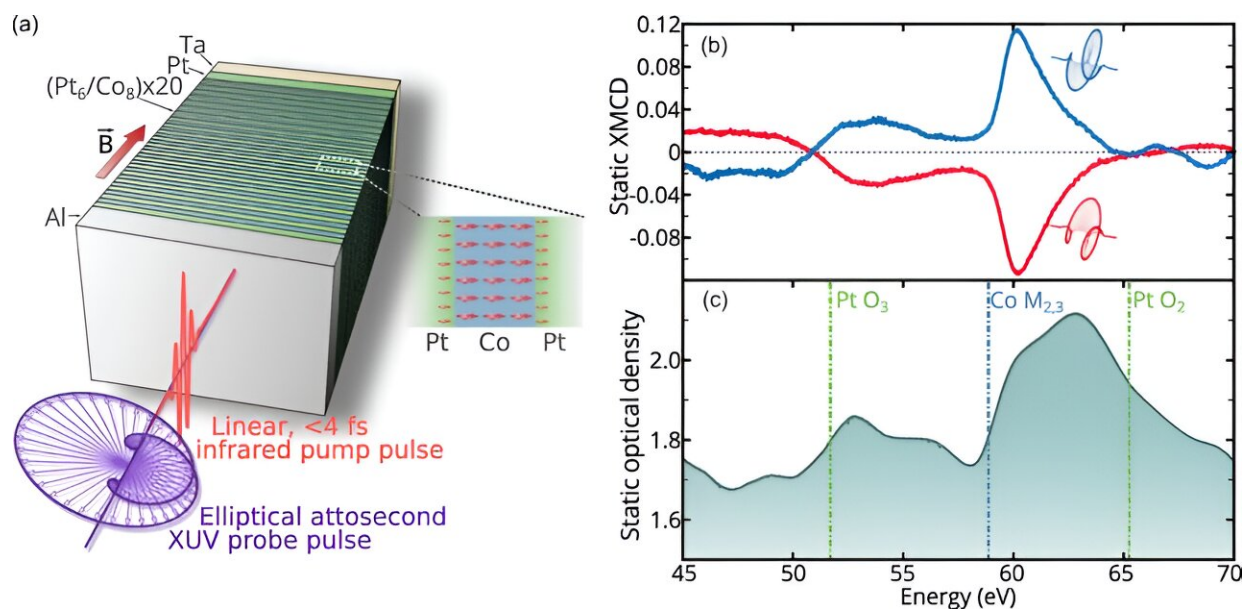 (a)
Ta
Pt
(Pt₆/Co₈)x20
B⃗
Al
Pt Co Pt
Linear, <4 fs
infrared pump pulse
Elliptical attosecond
XUV probe pulse
(b)
Static XMCD
0.12
0.08
0.04
0
-0.04
-0.08
(c)
Pt O₃
Co M₂,₃
Pt O₂
Static optical density
2.0
1.8
1.6
45 50 55 60 65 70
Energy (eV)